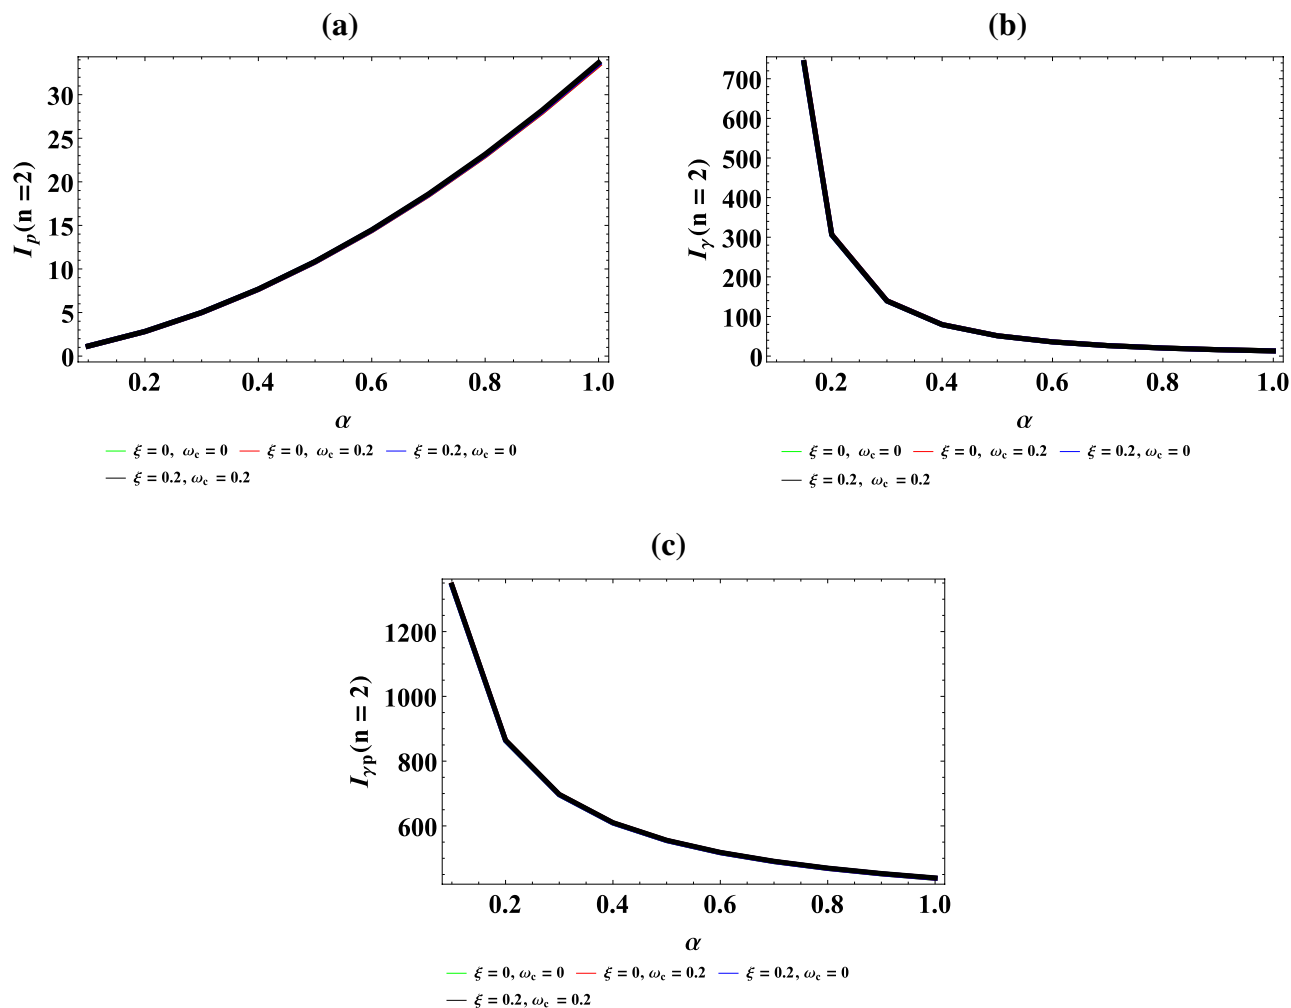 (a)
30
25
20
15
10
5
0
I_p(n =2)
0.2 0.4 0.6 0.8 1.0
α
ξ = 0, ω_c = 0 ξ = 0, ω_c = 0.2 ξ = 0.2, ω_c = 0
ξ = 0.2, ω_c = 0.2
(b)
700
600
500
400
300
200
100
0
I_γ(n = 2)
0.2 0.4 0.6 0.8 1.0
α
ξ = 0, ω_c = 0 ξ = 0, ω_c = 0.2 ξ = 0.2, ω_c = 0
ξ = 0.2, ω_c = 0.2
(c)
1200
1000
800
600
I_γp(n = 2)
0.2 0.4 0.6 0.8 1.0
α
ξ = 0, ω_c = 0 ξ = 0, ω_c = 0.2 ξ = 0.2, ω_c = 0
ξ = 0.2, ω_c = 0.2